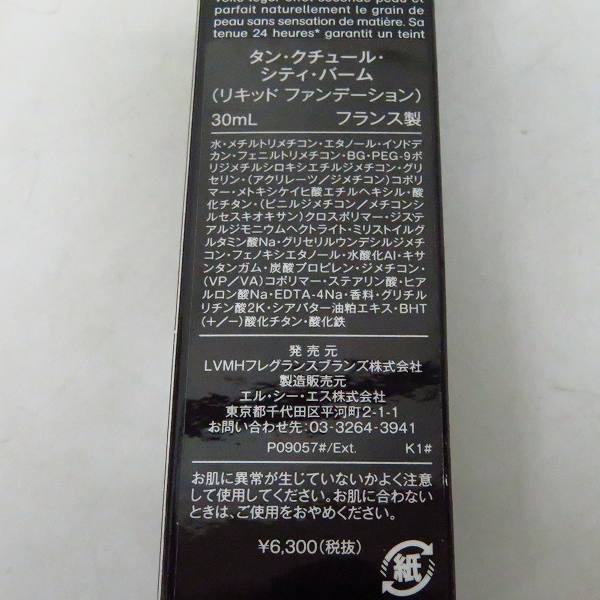 parfait naturellement le grain de
peau sans sensation de matière. Sa
tenue 24 heures* garantit un teint
タン・クチュール・
シティ・バーム
(リキッド ファンデーション)
30mL フランス製
水・メチルトリメチコン・エタノール・イソドデ
カン・フェニルトリメチコン・BG・PEG-9ポ
リジメチルシロキシエチルジメチコン・グリ
セリン・(アクリレーツ/ジメチコン)コポリ
マー・メトキシケイヒ酸エチルヘキシル・酸
化チタン・(ビニルジメチコン/メチコンシ
ルセスキオキサン)クロスポリマー・ジステ
アルジモニウムヘクトライト・ミリストイルグ
ルタミン酸Na・グリセリルウンデシルジメチ
コン・フェノキシエタノール・水酸化Al・キサ
ンタンガム・炭酸プロピレン・ジメチコン・
(VP/VA)コポリマー・ステアリン酸・ヒア
ルロン酸Na・EDTA-4Na・香料・グリチル
リチン酸2K・シアバター油粕エキス・BHT
(+/-)酸化チタン・酸化鉄
発売元
LVMHフレグランスブランズ株式会社
製造販売元
エル・シー・エス株式会社
東京都千代田区平河町2-1-1
お問い合わせ先:03-3264-3941
P09057#/Ext. K1#
お肌に異常が生じていないかよく注意
して使用してください。お肌に合わない
ときは、ご使用をおやめください。
¥6,300(税抜)
紙